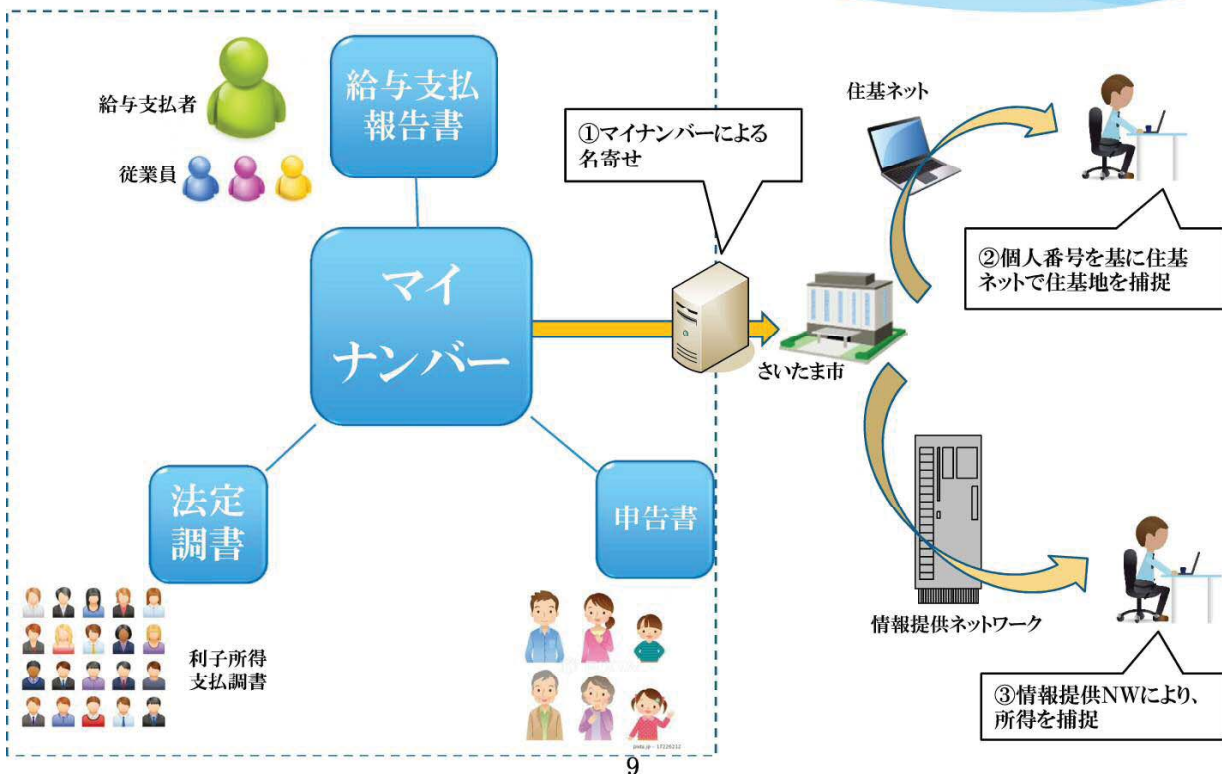 給与支払者
従業員
給与支払
報告書
①マイナンバーによる
名寄せ
住基ネット
②個人番号を基に住基
ネットで住基地を捕捉
マイ
ナンバー
さいたま市
法定
調書
申告書
利子所得
支払調書
情報提供ネットワーク
③情報提供NWにより、
所得を捕捉
pixta.jp - 17226212
9